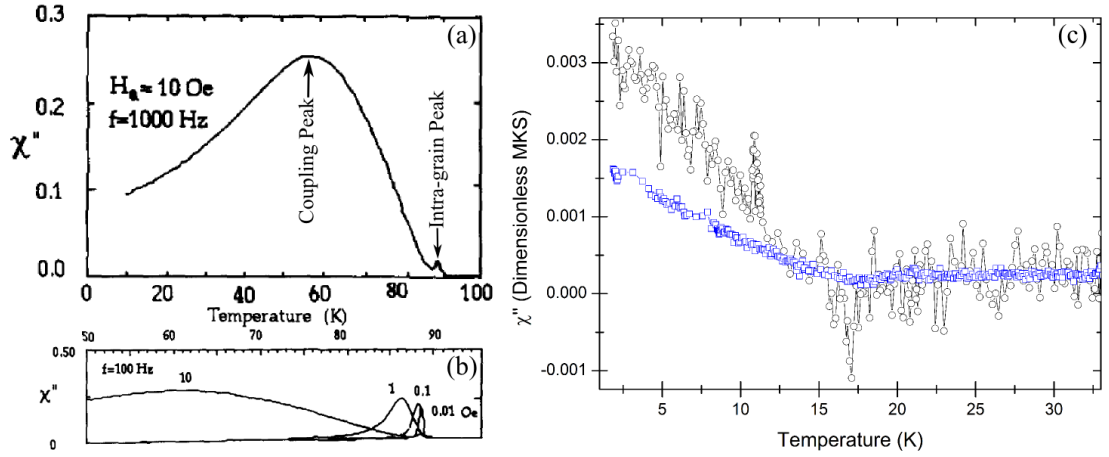 (a)
0.3
0.2
0.1
0.0
χ"
Hₐ = 10 Oe
f=1000 Hz
Coupling Peak
Intra-grain Peak
0 20 40 60 80 100
Temperature (K)
50 60 70 80 90
(b)
0.50
χ"
0
f=100 Hz
10
1
0.1
0.01 Oe
(c)
0.003
0.002
0.001
0.000
-0.001
χ" (Dimensionless MKS)
5 10 15 20 25 30
Temperature (K)